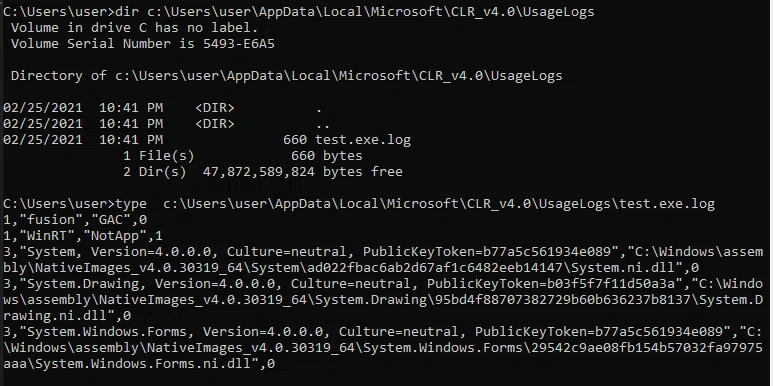 C:\Users\user>dir c:\Users\user\AppData\Local\Microsoft\CLR_v4.0\UsageLogs
 Volume in drive C has no label.
 Volume Serial Number is 5493-E6A5

 Directory of c:\Users\user\AppData\Local\Microsoft\CLR_v4.0\UsageLogs

02/25/2021  10:41 PM    <DIR>          .
02/25/2021  10:41 PM    <DIR>          ..
02/25/2021  10:41 PM               660 test.exe.log
               1 File(s)            660 bytes
               2 Dir(s)  47,872,589,824 bytes free

C:\Users\user>type  c:\Users\user\AppData\Local\Microsoft\CLR_v4.0\UsageLogs\test.exe.log
1,"fusion","GAC",0
1,"WinRT","NotApp",1
3,"System, Version=4.0.0.0, Culture=neutral, PublicKeyToken=b77a5c561934e089","C:\Windows\assem
bly\NativeImages_v4.0.30319_64\System\ad022fbac6ab2d67af1c6482eeb14147\System.ni.dll",0
3,"System.Drawing, Version=4.0.0.0, Culture=neutral, PublicKeyToken=b03f5f7f11d50a3a","C:\Windo
ws\assembly\NativeImages_v4.0.30319_64\System.Drawing\95bd4f88707382729b60b636237b8137\System.D
rawing.ni.dll",0
3,"System.Windows.Forms, Version=4.0.0.0, Culture=neutral, PublicKeyToken=b77a5c561934e089","C:
\Windows\assembly\NativeImages_v4.0.30319_64\System.Windows.Forms\29542c9ae08fb154b57032fa97975
aaa\System.Windows.Forms.ni.dll",0